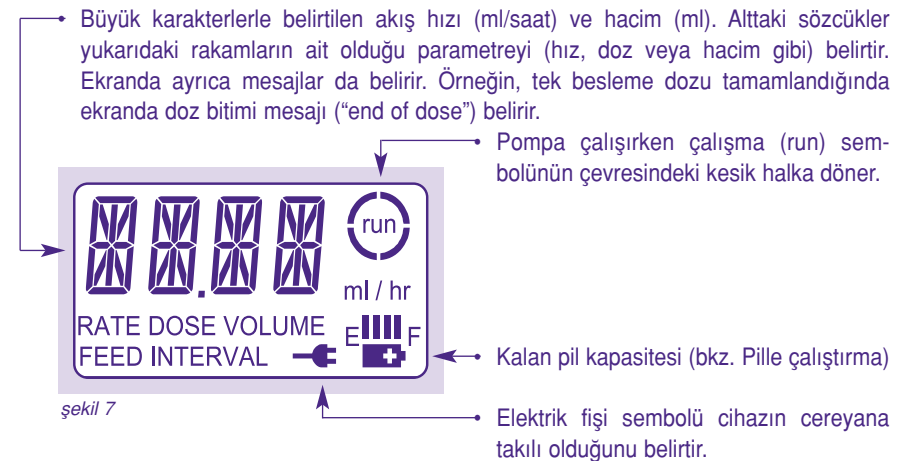 • Büyük karakterlerle belirtilen akış hızı (ml/saat) ve hacim (ml). Alttaki sözcükler
yukarıdaki rakamların ait olduğu parametreyi (hız, doz veya hacim gibi) belirtir.
Ekranda ayrıca mesajlar da belirir. Örneğin, tek besleme dozu tamamlandığında
ekranda doz bitimi mesajı (“end of dose”) belirir.
• Pompa çalışırken çalışma (run) sem-
bolünün çevresindeki kesik halka döner.
run
ml / hr
RATE DOSE VOLUME
E F
FEED INTERVAL
• Kalan pil kapasitesi (bkz. Pille çalıştırma)
şekil 7
• Elektrik fişi sembolü cihazın cereyana
takılı olduğunu belirtir.